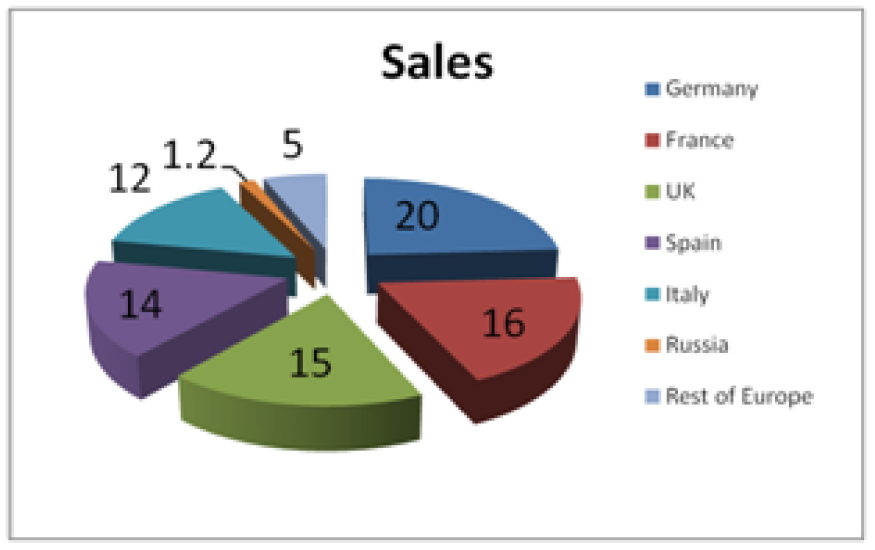 Sales
5
1.2
12
20
14
16
15
Germany
France
UK
Spain
Italy
Russia
Rest of Europe